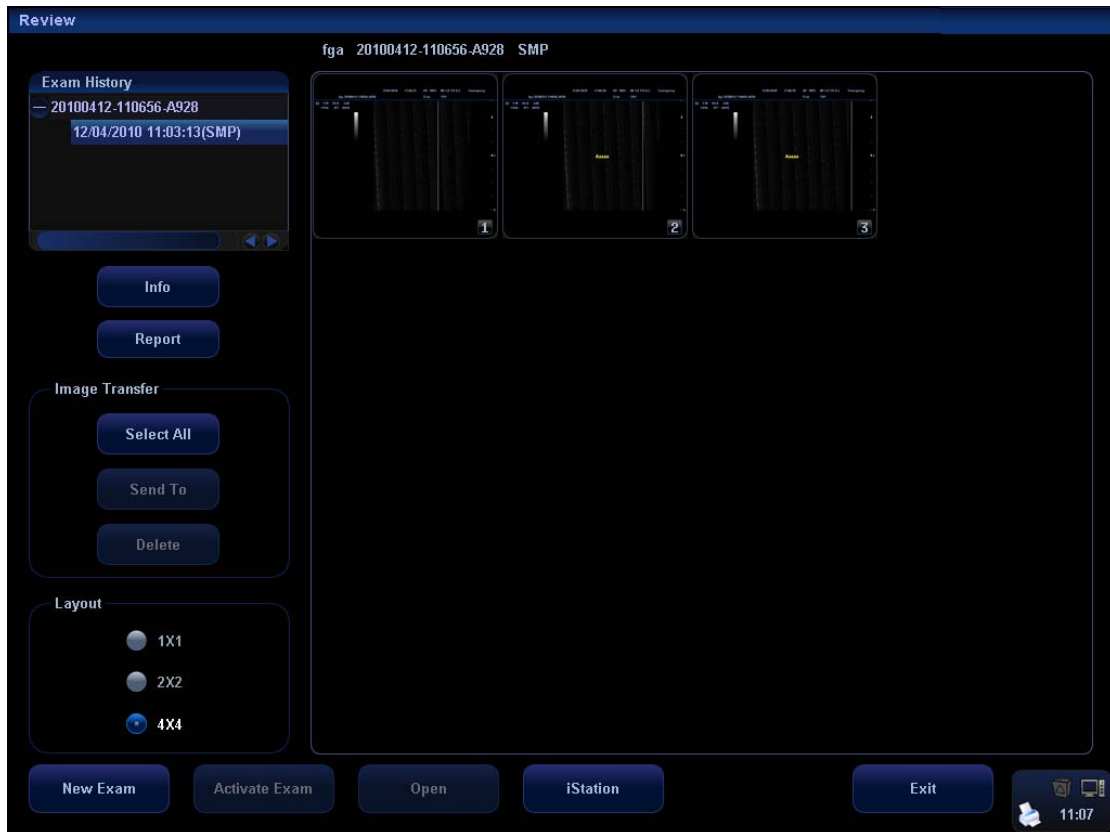 Review
fga 20100412-110656-A928 SMP
Exam History
20100412-110656-A928
12/04/2010 11:03:13(SMP)
1
2
3
Info
Report
Image Transfer
Select All
Send To
Delete
Layout
1X1
2X2
4X4
New Exam
Activate Exam
Open
iStation
Exit
11:07